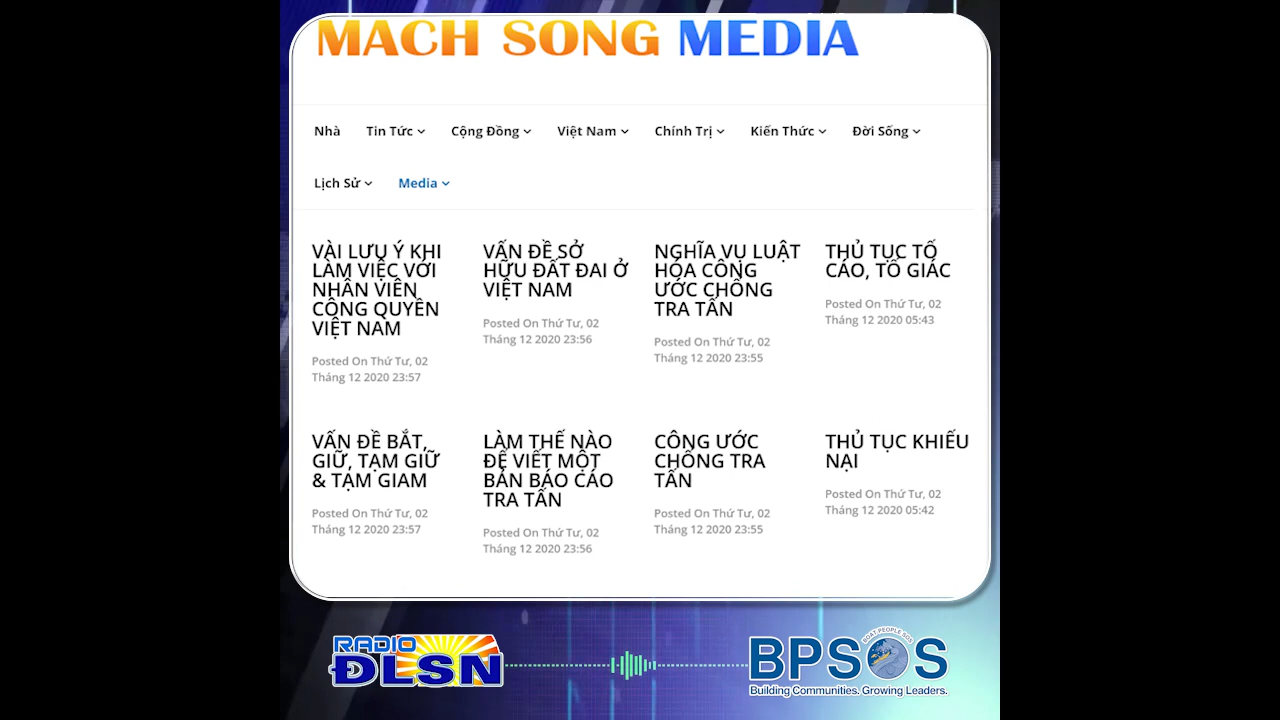 MACH SONG MEDIA
Nhà Tin Tức Cộng Đồng Việt Nam Chính Trị Kiến Thức Đời Sống
Lịch Sử Media
VÀI LƯU Ý KHI
LÀM VIỆC VỚI
NHÂN VIÊN
CÔNG QUYỀN
VIỆT NAM
Posted On Thứ Tư, 02
Tháng 12 2020 23:57
VẤN ĐỀ SỞ
HỮU ĐẤT ĐAI Ở
VIỆT NAM
Posted On Thứ Tư, 02
Tháng 12 2020 23:56
NGHĨA VỤ LUẬT
HÓA CÔNG
ƯỚC CHỐNG
TRA TẤN
Posted On Thứ Tư, 02
Tháng 12 2020 23:55
THỦ TỤC TỐ
CÁO, TỐ GIÁC
Posted On Thứ Tư, 02
Tháng 12 2020 05:43
VẤN ĐỀ BẮT,
GIỮ, TẠM GIỮ
& TẠM GIAM
Posted On Thứ Tư, 02
Tháng 12 2020 23:57
LÀM THẾ NÀO
ĐỂ VIẾT MỘT
BẢN BÁO CÁO
TRA TẤN
Posted On Thứ Tư, 02
Tháng 12 2020 23:56
CÔNG ƯỚC
CHỐNG TRA
TẤN
Posted On Thứ Tư, 02
Tháng 12 2020 23:55
THỦ TỤC KHIẾU
NẠI
Posted On Thứ Tư, 02
Tháng 12 2020 05:42
RADIO
ĐLSN
BOAT PEOPLE SOS
BPSOS
Building Communities. Growing Leaders.